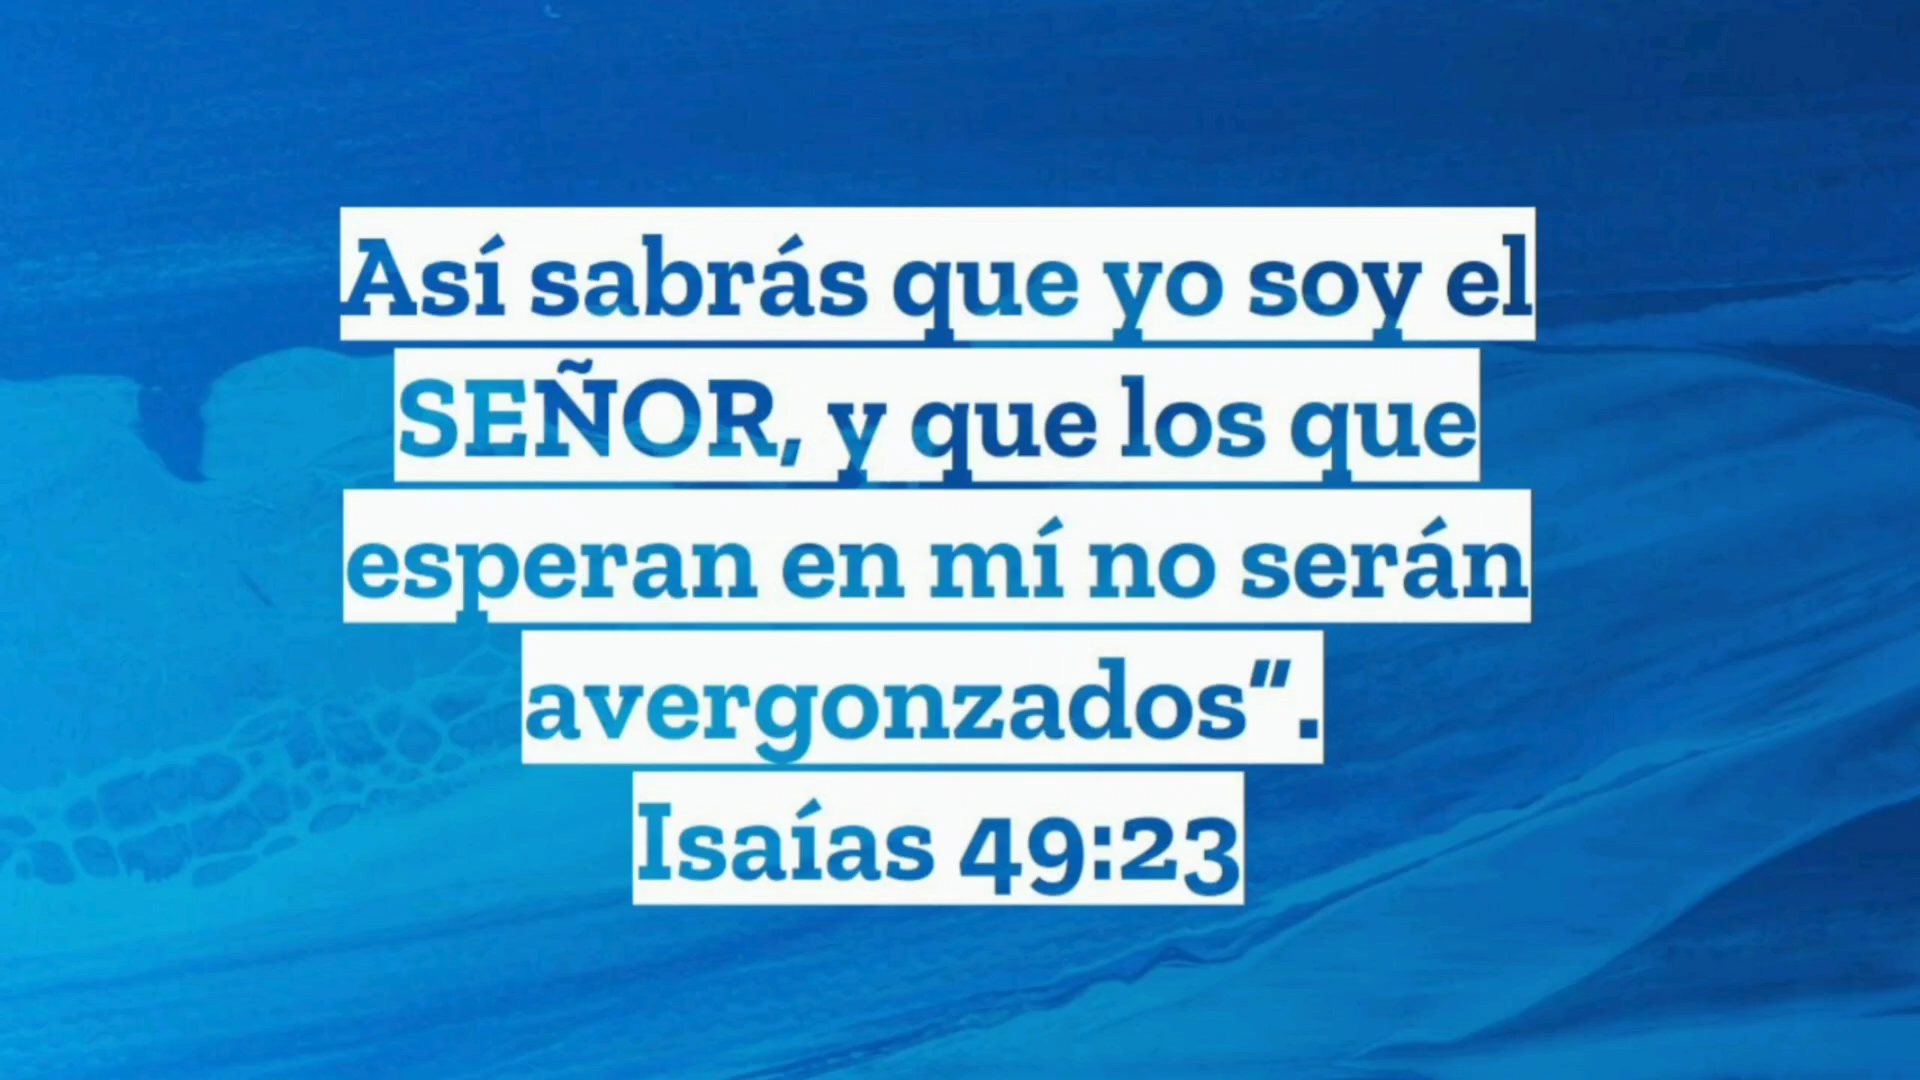 Así sabrás que yo soy el
SEÑOR, y que los que
esperan en mí no serán
avergonzados”.
Isaías 49:23